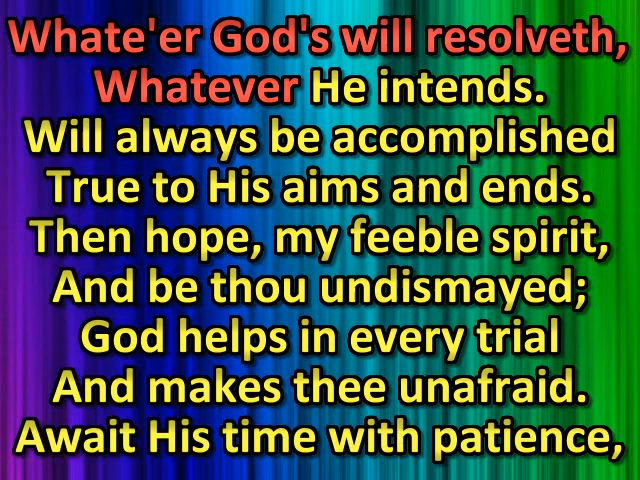 Whate'er God's will resolveth,
Whatever He intends.
Will always be accomplished
True to His aims and ends.
Then hope, my feeble spirit,
And be thou undismayed;
God helps in every trial
And makes thee unafraid.
Await His time with patience,